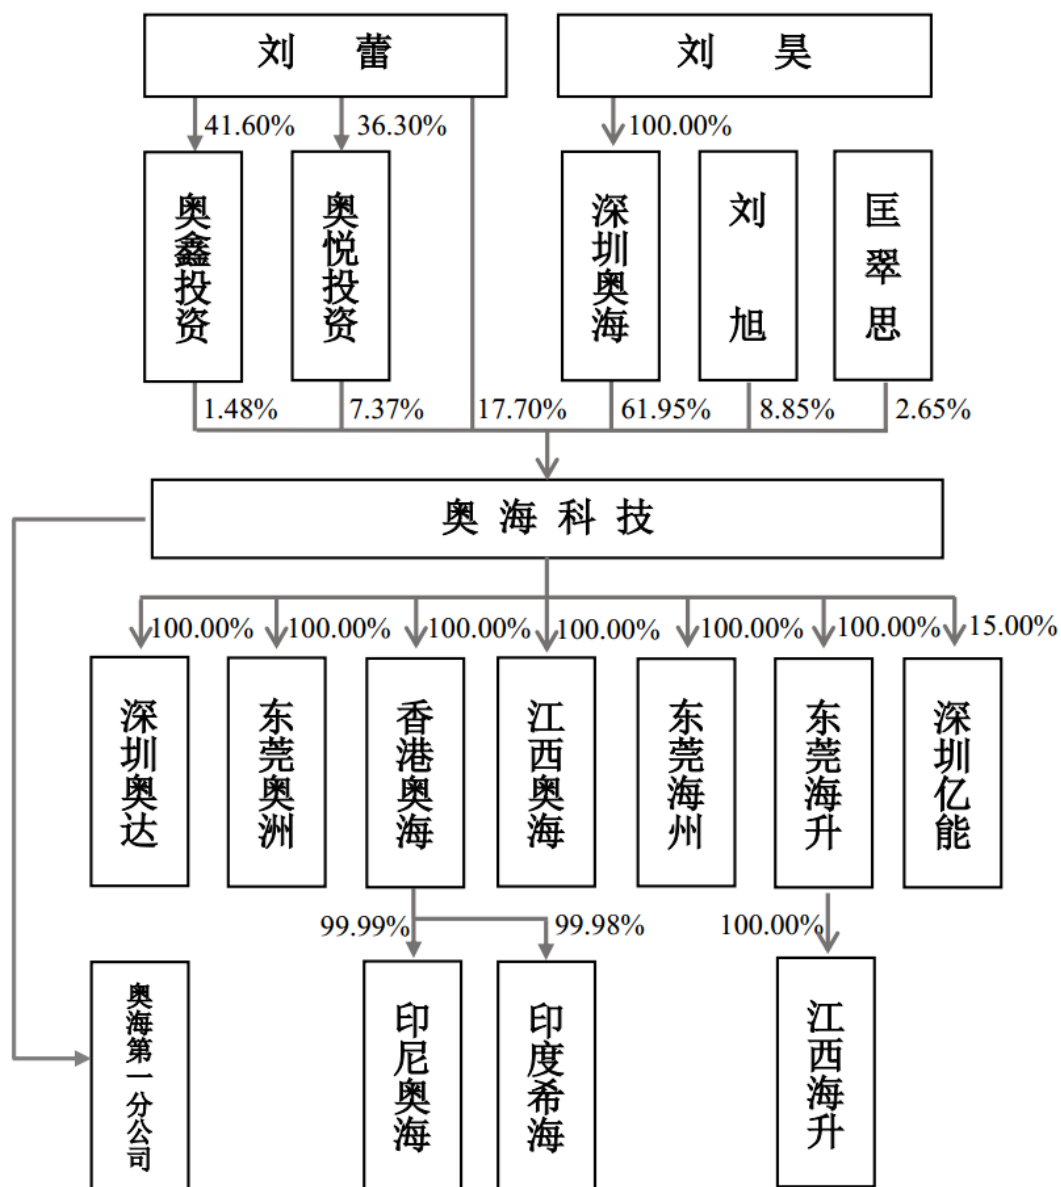 刘 蕾
刘 昊
41.60%
36.30%
100.00%
奥鑫投资
奥悦投资
深圳奥海
刘旭
匡翠思
1.48%
7.37%
17.70%
61.95%
8.85%
2.65%
奥海科技
100.00%
100.00%
100.00%
100.00%
100.00%
100.00%
15.00%
深圳奥达
东莞奥洲
香港奥海
江西奥海
东莞海州
东莞海升
深圳亿能
99.99%
99.98%
100.00%
奥海第一分公司
印尼奥海
印度希海
江西海升